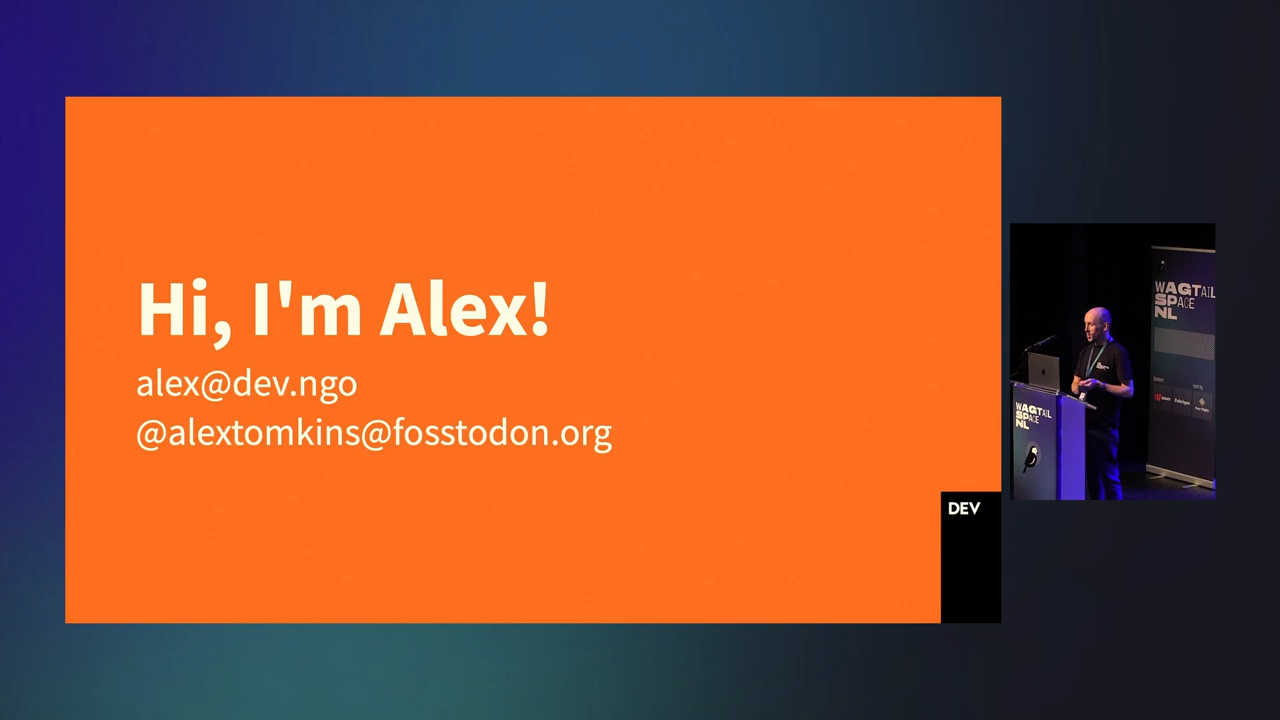 Hi, I'm Alex!
alex@dev.ngo
@alextomkins@fosstodon.org
DEV
WAGTAIL
SPACE
NL
WAGTAIL
SPACE
NL